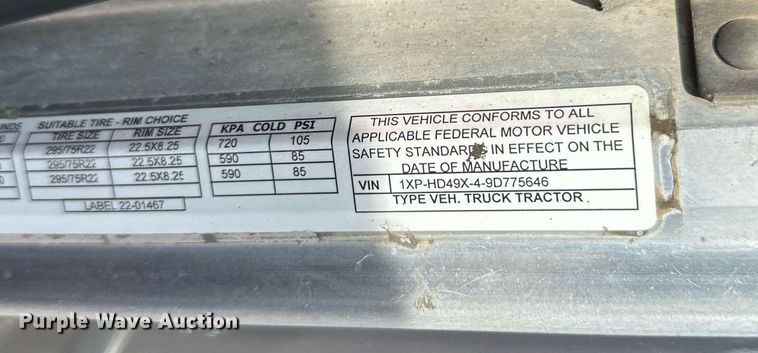 NDS SUITABLE TIRE - RIM CHOICE
TIRE SIZE RIM SIZE KPA COLD PSI
295/75R22 22.5X8.25 720 105
295/75R22 22.5X8.25 590 85
295/75R22 22.5X8.25 590 85
LABEL 22-01467
THIS VEHICLE CONFORMS TO ALL
APPLICABLE FEDERAL MOTOR VEHICLE
SAFETY STANDARDS IN EFFECT ON THE
DATE OF MANUFACTURE
VIN 1XP-HD49X-4-9D775646
TYPE VEH. TRUCK TRACTOR
Purple Wave Auction